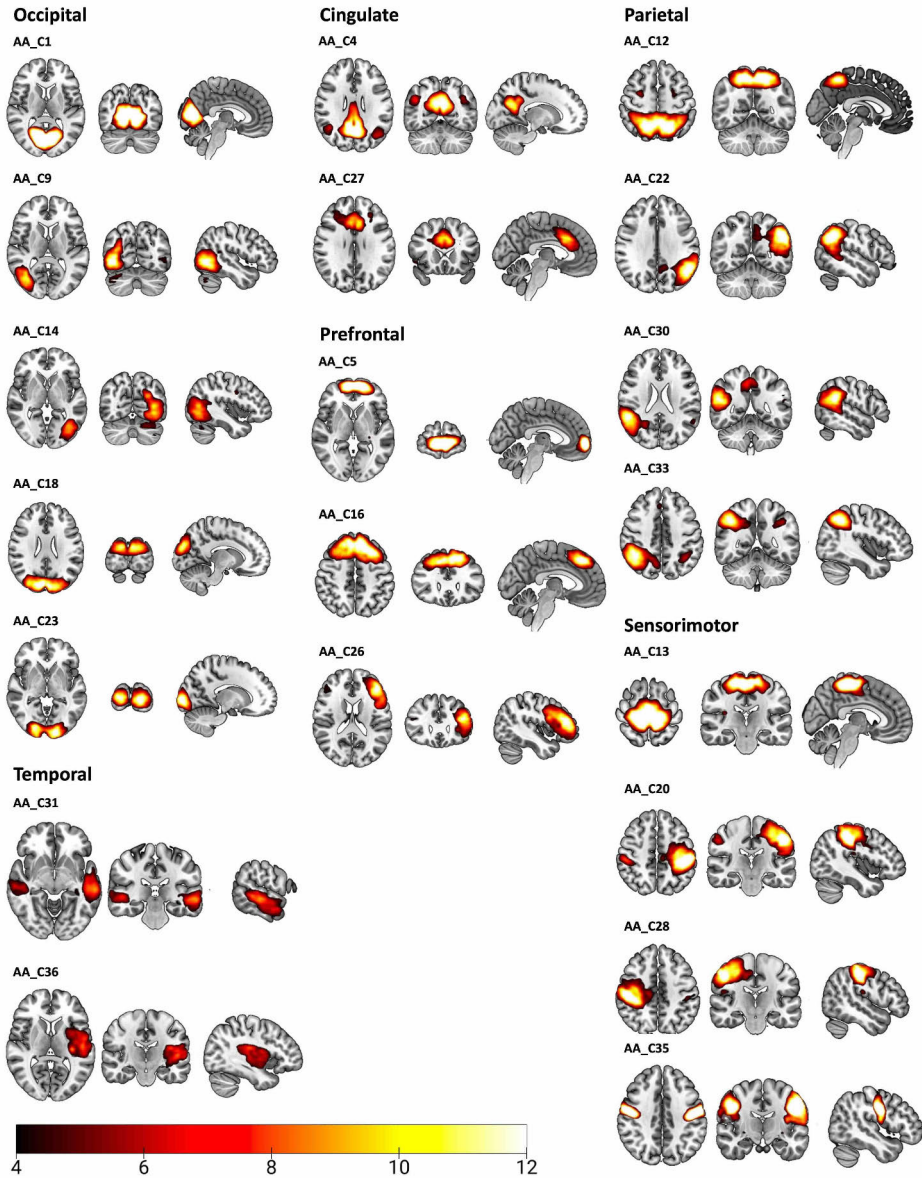 Occipital
AA_C1
AA_C9
AA_C14
AA_C18
AA_C23
Temporal
AA_C31
AA_C36
Cingulate
AA_C4
AA_C27
Prefrontal
AA_C5
AA_C16
AA_C26
Parietal
AA_C12
AA_C22
AA_C30
AA_C33
Sensorimotor
AA_C13
AA_C20
AA_C28
AA_C35
4 6 8 10 12